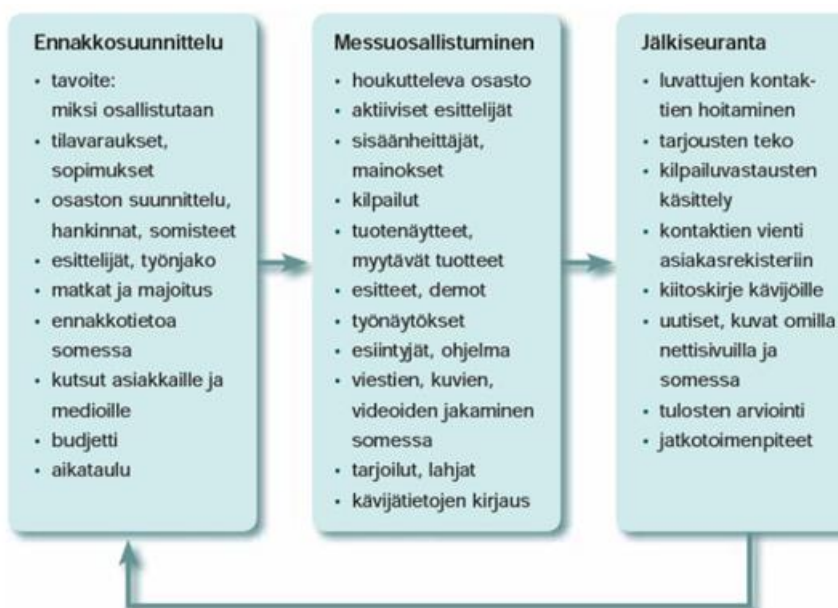 Ennakkosuunnittelu
• tavoite:
miksi osallistutaan
• tilavaraukset,
sopimukset
• osaston suunnittelu,
hankinnat, somisteet
• esittelijät, työnjako
• matkat ja majoitus
• ennakkotietoa
somessa
• kutsut asiakkaille ja
medioille
• budjetti
• aikataulu
Messuosallistuminen
• houkutteleva osasto
• aktiiviset esittelijät
• sisäänheittäjät,
mainokset
• kilpailut
• tuotenäytteet,
myytävät tuotteet
• esitteet, demot
• työnäytökset
• esiintyjät, ohjelma
• viestien, kuvien,
videoiden jakaminen
somessa
• tarjoilut, lahjat
• kävijätietojen kirjaus
Jälkiseuranta
• luvattujen kontak-
tien hoitaminen
• tarjousten teko
• kilpailuvastausten
käsittely
• kontaktien vienti
asiakasrekisteriin
• kiitoskirje kävijöille
• uutiset, kuvat omilla
nettisivuilla ja
somessa
• tulosten arviointi
• jatkotoimenpiteet